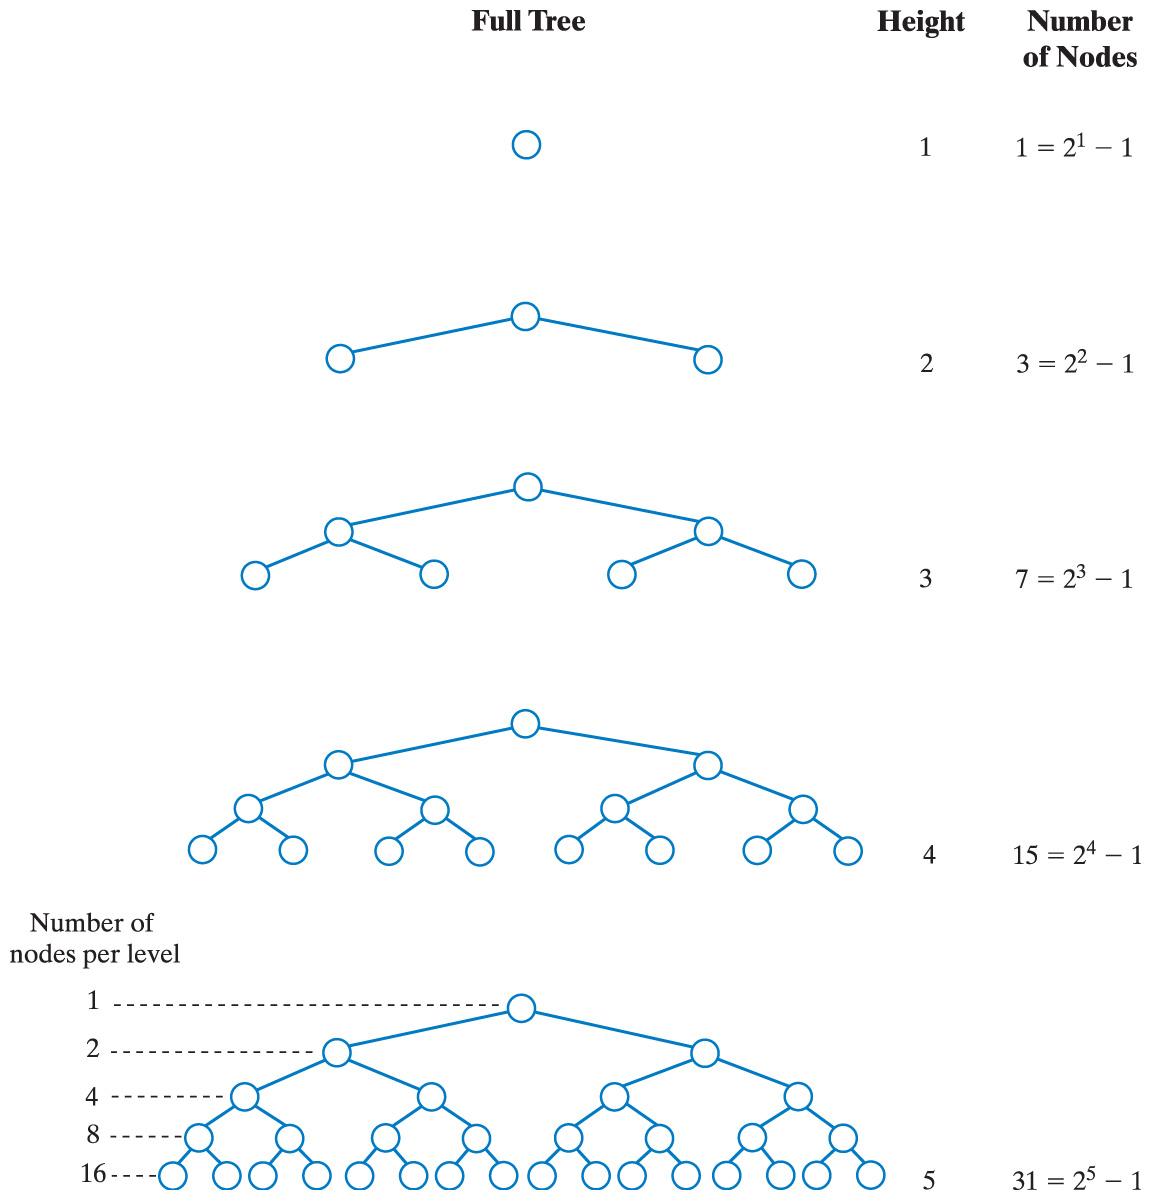 Full Tree Height Number
of Nodes
1 1 = 2¹ − 1
2 3 = 2² − 1
3 7 = 2³ − 1
4 15 = 2⁴ − 1
Number of
nodes per level
1
2
4
8
16 5 31 = 2⁵ − 1